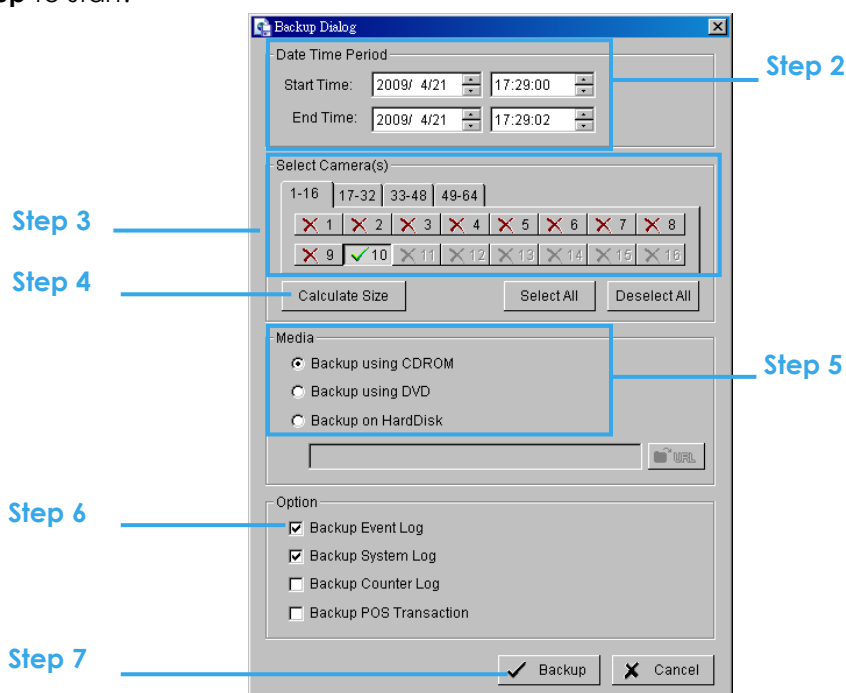 Backup Dialog
Date Time Period
Step 2
Start Time: 2009/ 4/21 17:29:00
End Time: 2009/ 4/21 17:29:02
Select Camera(s)
1-16 17-32 33-48 49-64
Step 3
1 2 3 4 5 6 7 8
9 10 11 12 13 14 15 16
Step 4
Calculate Size Select All Deselect All
Media
Backup using CDROM
Step 5
Backup using DVD
Backup on HardDisk
URL
Option
Step 6
Backup Event Log
Backup System Log
Backup Counter Log
Backup POS Transaction
Step 7
Backup Cancel